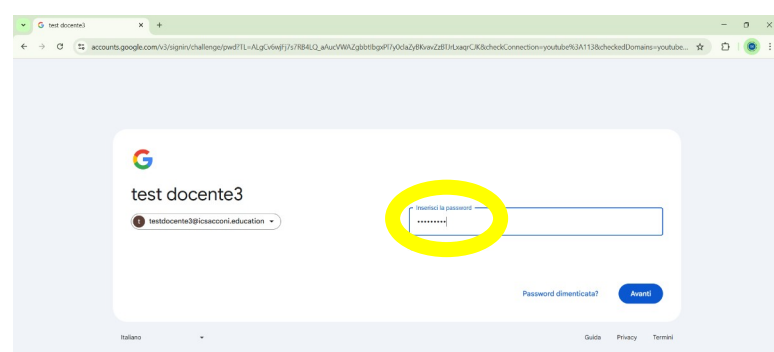 test docente3
accounts.google.com/v3/signin/challenge/pwd?TL=ALgCv6wjFj7s7RB4LQ_aAucVWAZgbbtlbgxPl7y0daZyBKvavZzBTJrLxaqrCJK&checkConnection=youtube%3A113&checkedDomains=youtube...
test docente3
Inserisci la password
•••••••••
t testdocente3@icsacconi.education
Password dimenticata?
Avanti
Italiano
Guida Privacy Termini